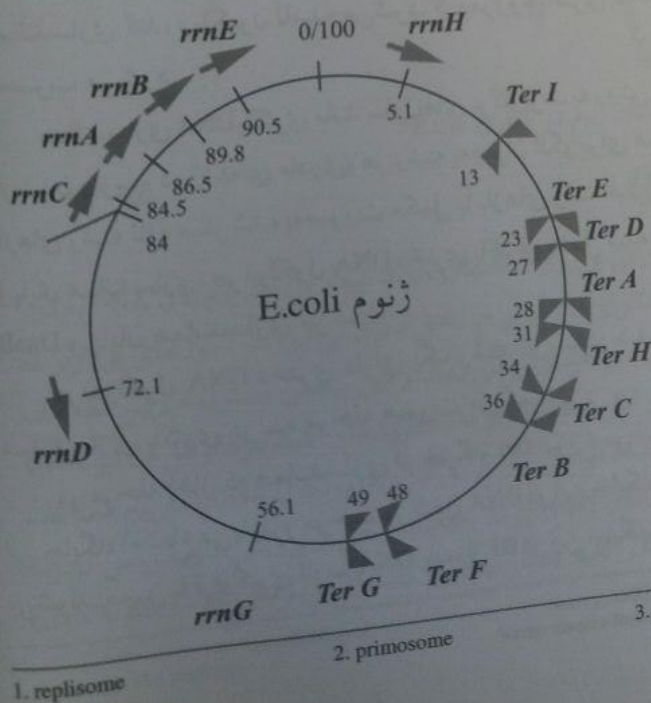 rrnE
0/100
rrnH
rrnB
5.1
Ter I
90.5
rrnA
89.8
13
rrnC
86.5
84.5
84
Ter E
23
Ter D
27
ژنوم E.coli
Ter A
28
31
Ter H
34
72.1
36
Ter C
rrnD
Ter B
56.1
49
48
rrnG
Ter G
Ter F
1. replisome
2. primosome
3.